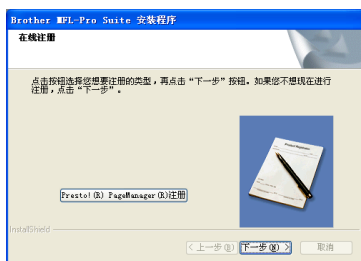 Brother MFL-Pro Suite 安装程序
在线注册
点击按钮选择您想要注册的类型，再点击“下一步”按钮。如果您不想现在进行
注册，点击“下一步”。
Presto!(R) PageManager(R)注册
InstallShield
< 上一步(B) 下一步(N) > 取消